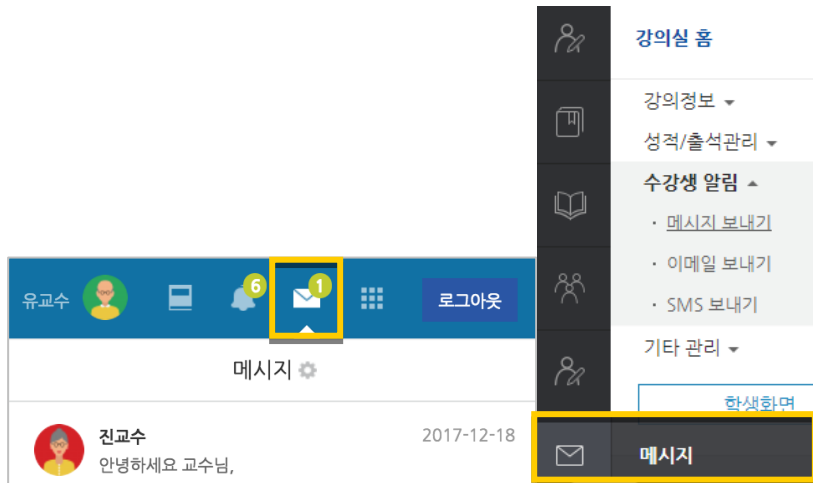 유교수
6
1
로그아웃
메시지
진교수
2017-12-18
안녕하세요 교수님,
강의실 홈
강의정보
성적/출석관리
수강생 알림
· 메시지 보내기
· 이메일 보내기
· SMS 보내기
기타 관리
학생화면
메시지